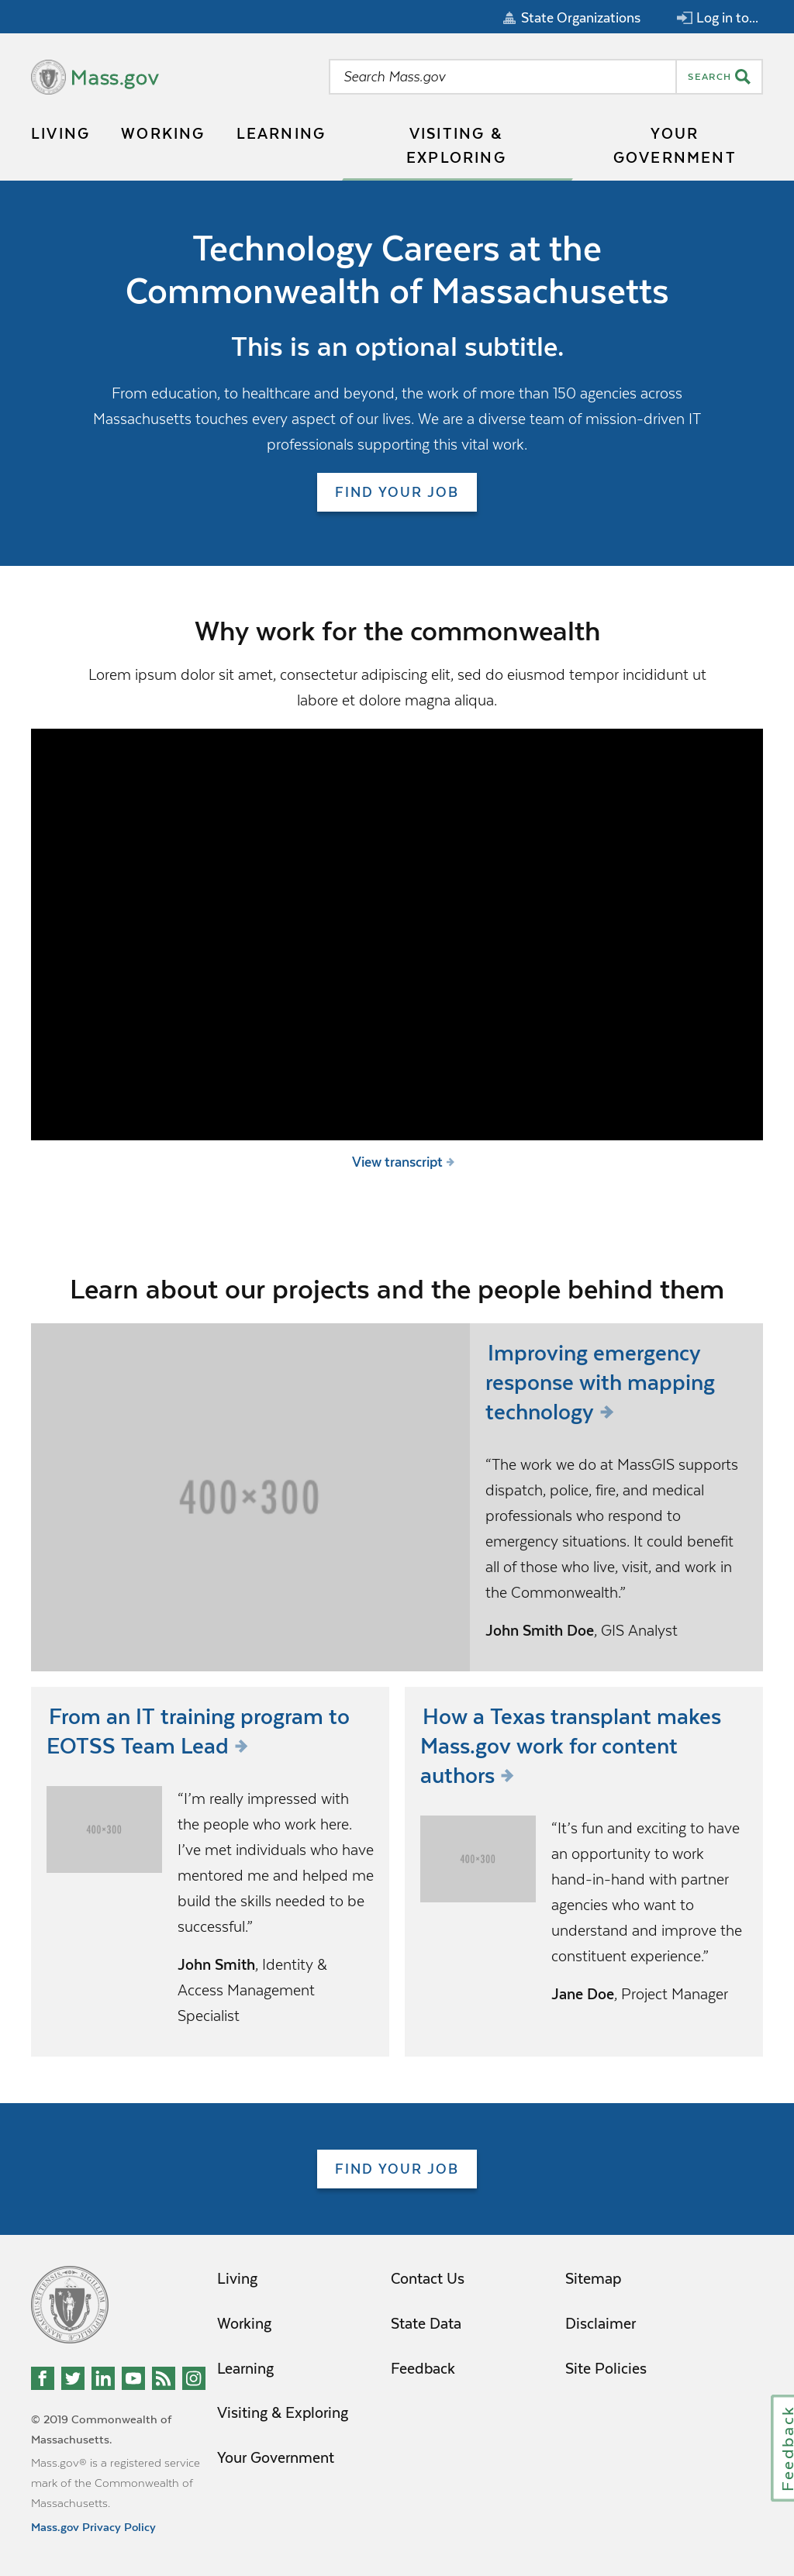 State Organizations
Log in to...
Mass.gov
Search Mass.gov
SEARCH
LIVING
WORKING
LEARNING
VISITING &
EXPLORING
YOUR
GOVERNMENT
Technology Careers at the
Commonwealth of Massachusetts
This is an optional subtitle.
From education, to healthcare and beyond, the work of more than 150 agencies across
Massachusetts touches every aspect of our lives. We are a diverse team of mission-driven IT
professionals supporting this vital work.
FIND YOUR JOB
Why work for the commonwealth
Lorem ipsum dolor sit amet, consectetur adipiscing elit, sed do eiusmod tempor incididunt ut
labore et dolore magna aliqua.
View transcript
Learn about our projects and the people behind them
400×300
Improving emergency
response with mapping
technology
“The work we do at MassGIS supports
dispatch, police, fire, and medical
professionals who respond to
emergency situations. It could benefit
all of those who live, visit, and work in
the Commonwealth.”
John Smith Doe, GIS Analyst
From an IT training program to
EOTSS Team Lead
400×300
“I’m really impressed with
the people who work here.
I’ve met individuals who have
mentored me and helped me
build the skills needed to be
successful.”
John Smith, Identity &
Access Management
Specialist
How a Texas transplant makes
Mass.gov work for content
authors
400×300
“It’s fun and exciting to have
an opportunity to work
hand-in-hand with partner
agencies who want to
understand and improve the
constituent experience.”
Jane Doe, Project Manager
FIND YOUR JOB
Living
Working
Learning
Visiting & Exploring
Your Government
Contact Us
State Data
Feedback
Sitemap
Disclaimer
Site Policies
© 2019 Commonwealth of
Massachusetts.
Mass.gov® is a registered service
mark of the Commonwealth of
Massachusetts.
Mass.gov Privacy Policy
Feedback